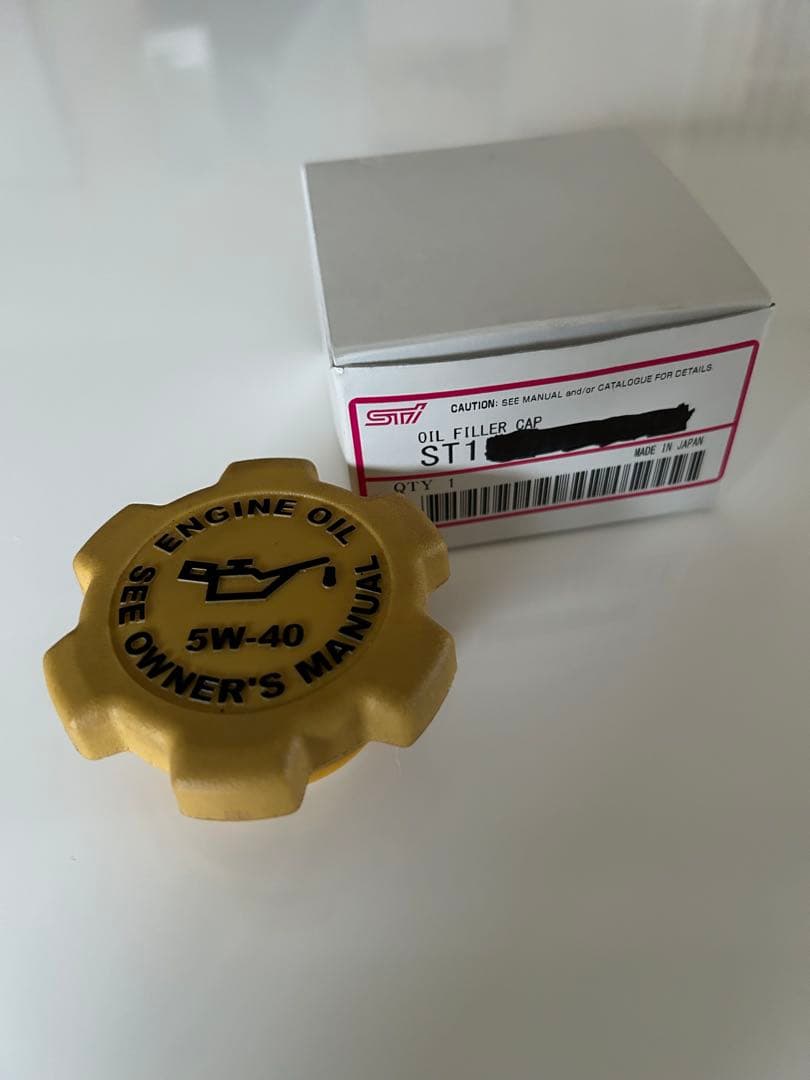 STi
CAUTION: SEE MANUAL and/or CATALOGUE FOR DETAILS.
OIL FILLER CAP
ST1
MADE IN JAPAN
QTY 1
ENGINE OIL
5W-40
SEE OWNER'S MANUAL